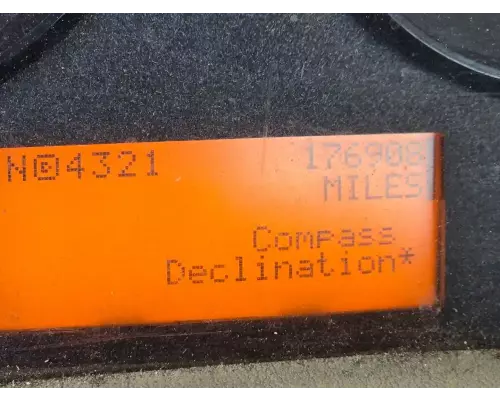 N D 4321 176908
MILES
Compass
Declination*